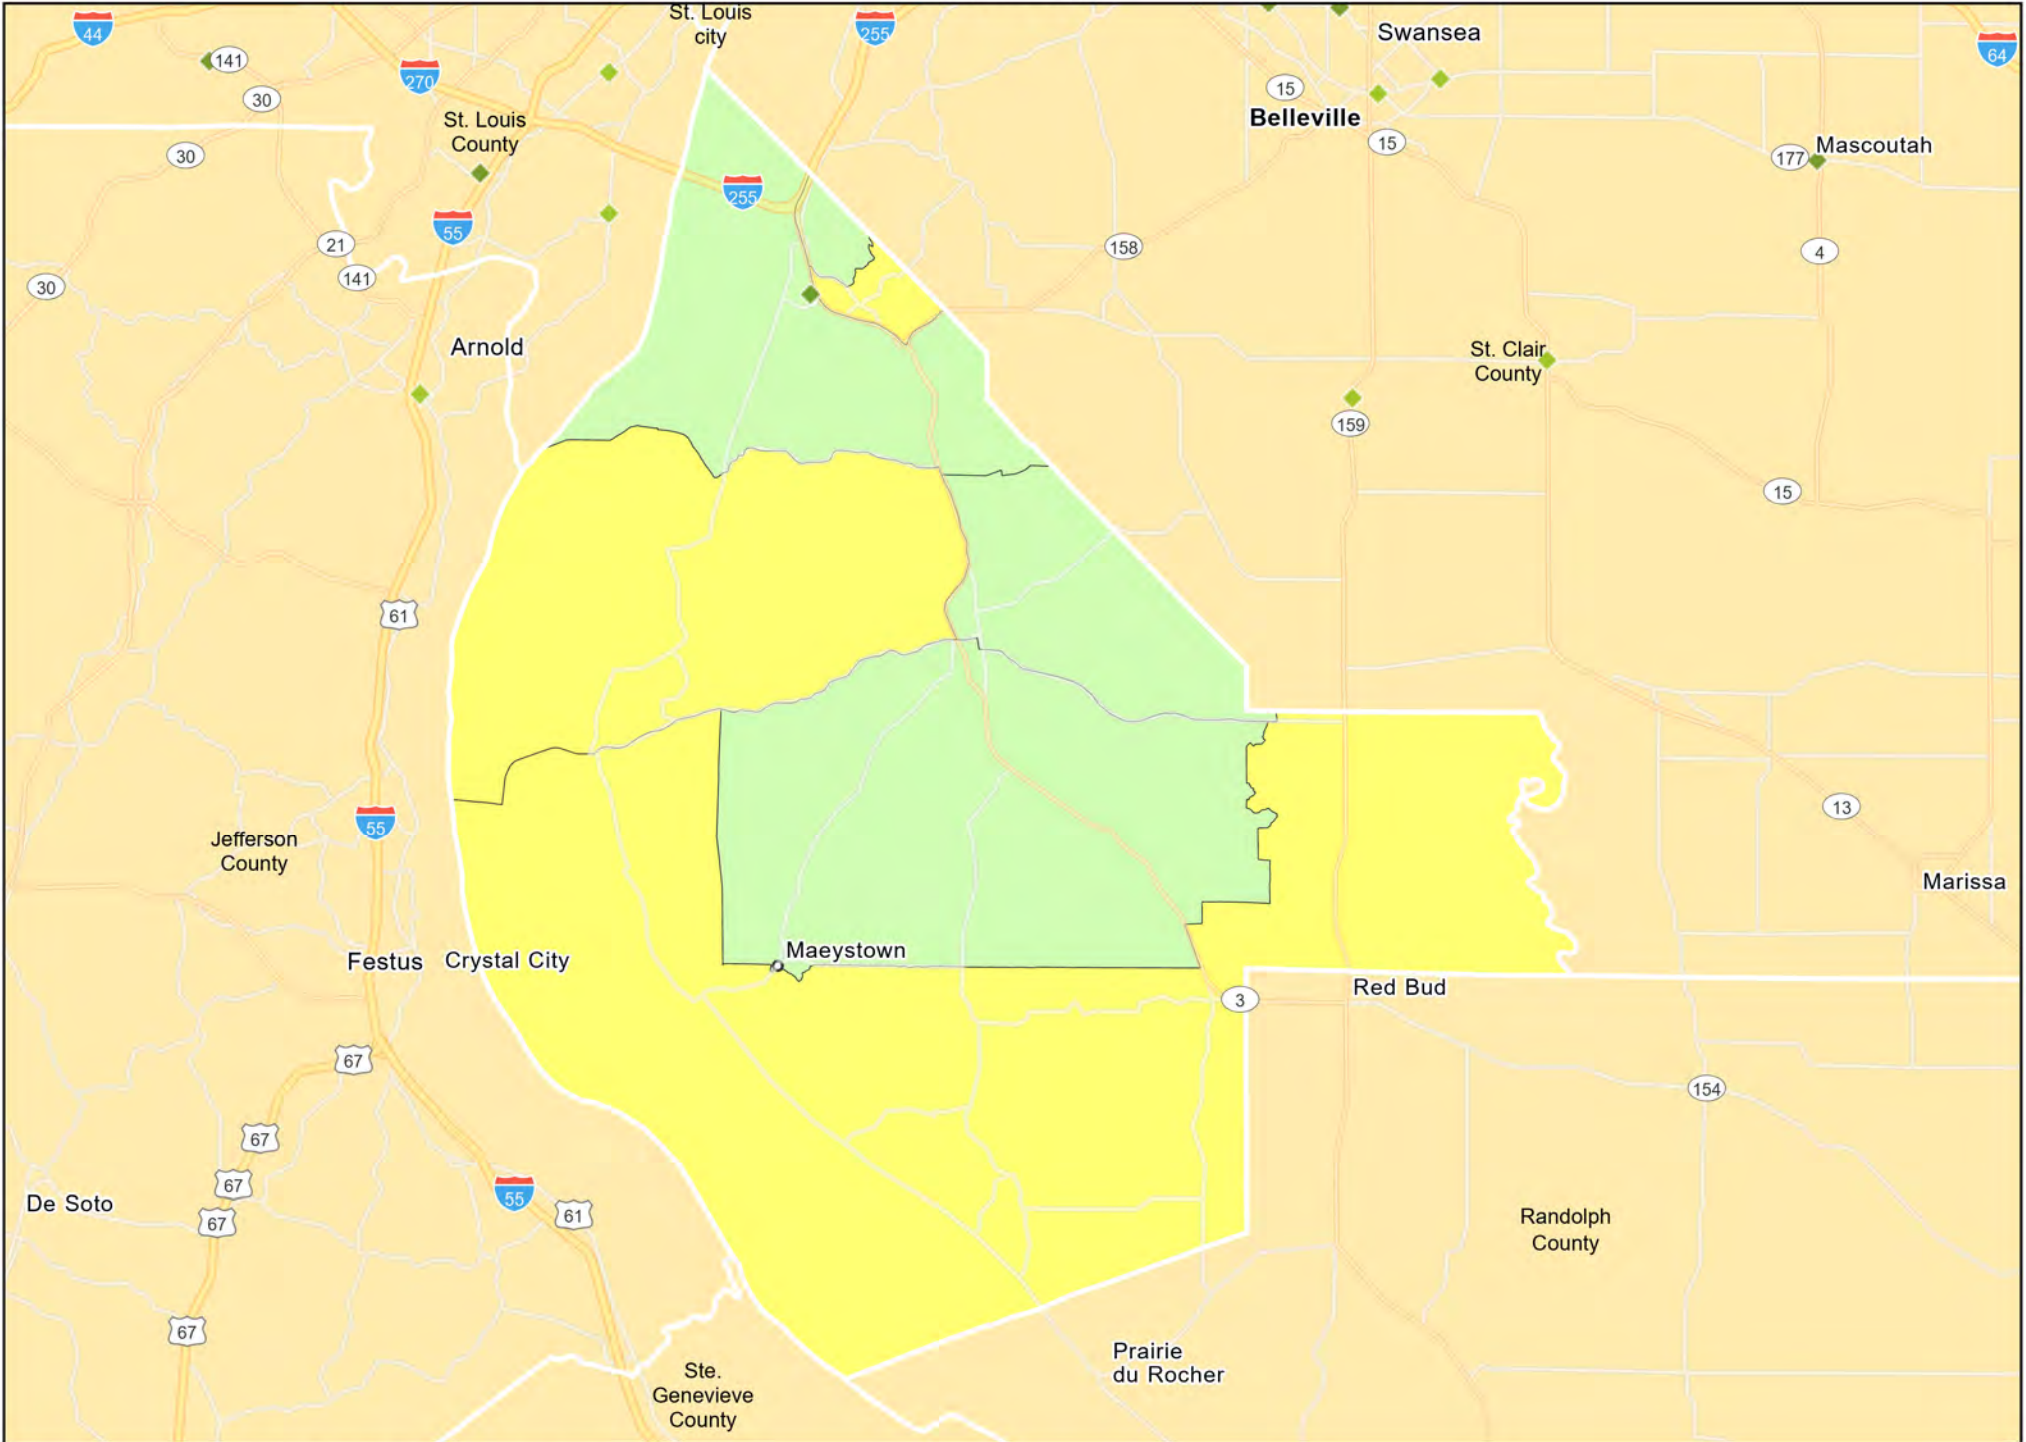 St. Louis
city
44
255
Swansea
64
141
270
15
30
St. Louis
County
Belleville
15
Mascoutah
177
30
255
55
21
158
4
141
30
Arnold
St. Clair
County
159
15
61
13
55
Jefferson
County
Marissa
Maeystown
Festus
Crystal City
Red Bud
3
67
154
67
67
De Soto
55
67
61
Randolph
County
67
Prairie
du Rocher
Ste.
Genevieve
County